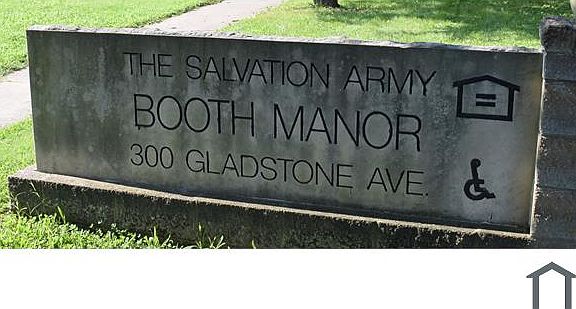 THE SALVATION ARMY
BOOTH MANOR
300 GLADSTONE AVE.